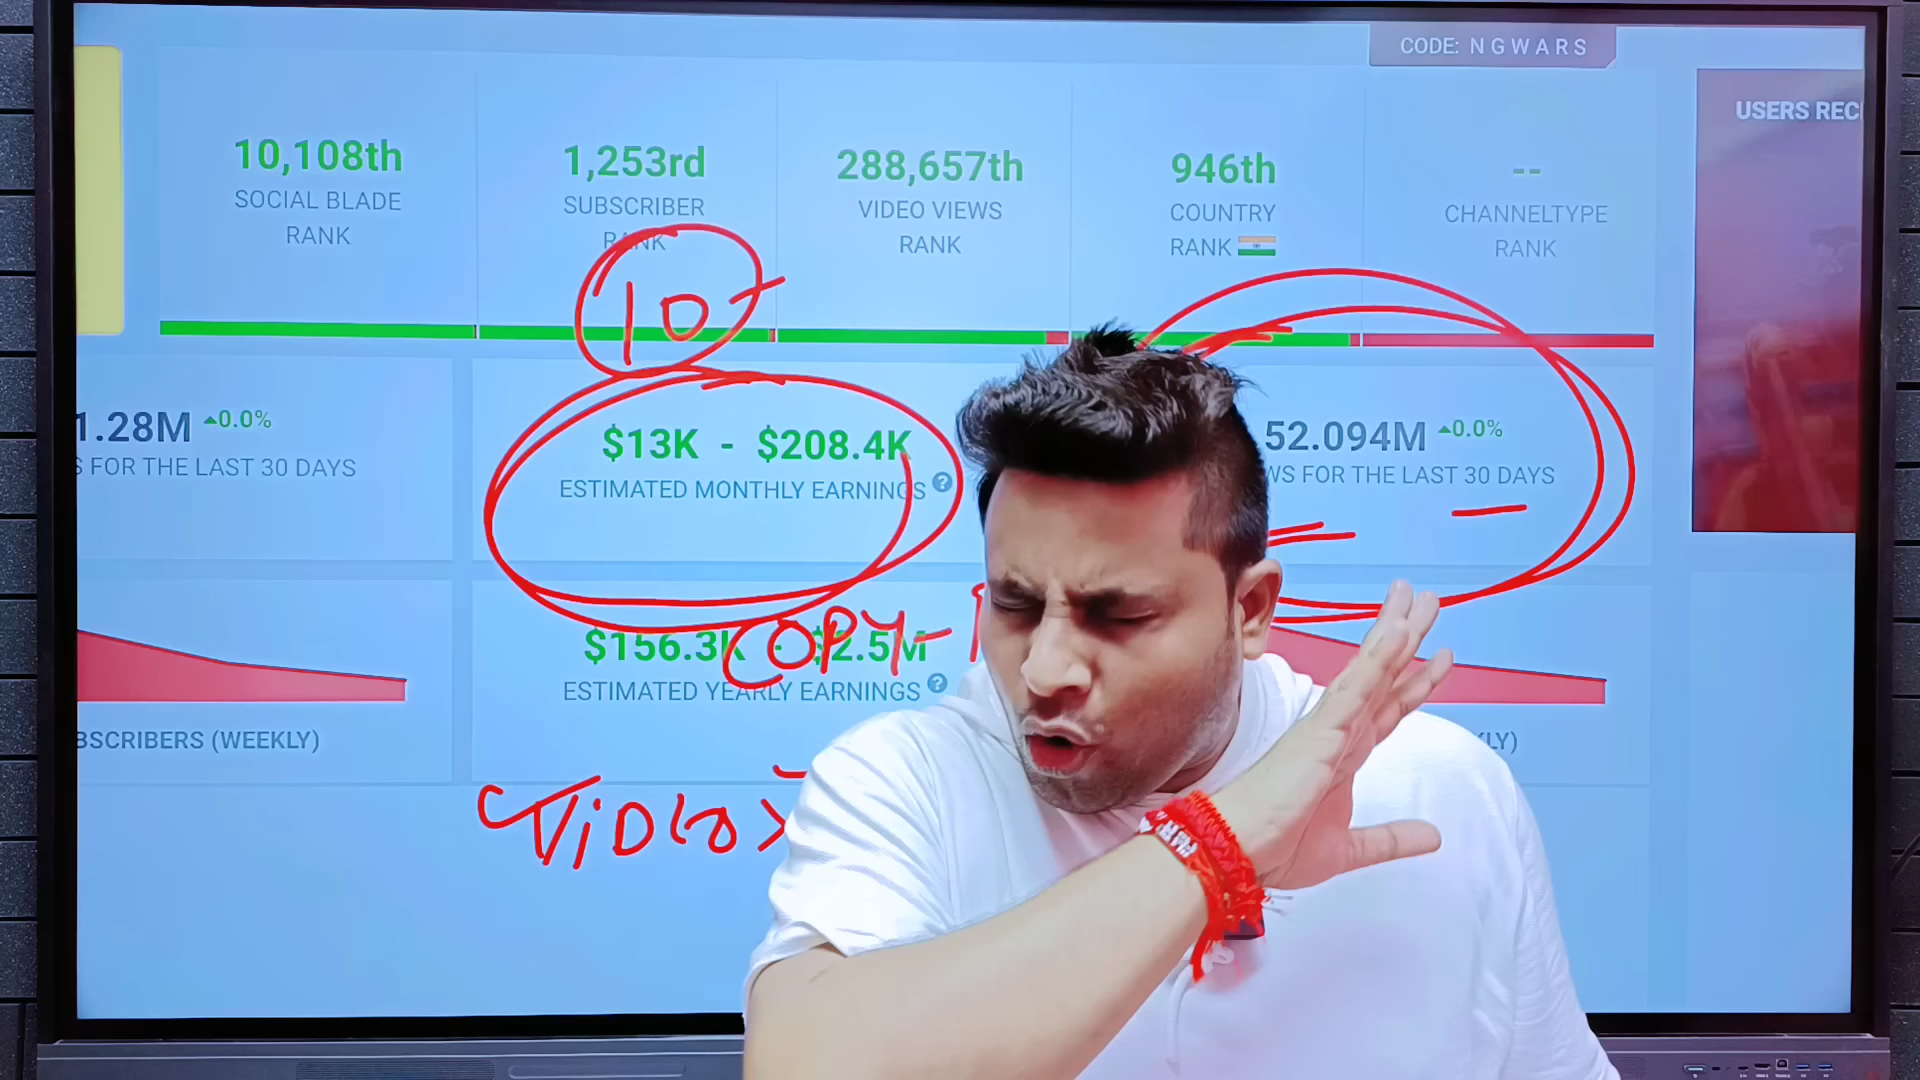 CODE: NGWARS
USERS REC
10,108th
SOCIAL BLADE
RANK
1,253rd
SUBSCRIBER
RANK
288,657th
VIDEO VIEWS
RANK
946th
COUNTRY
RANK
--
CHANNELTYPE
RANK
10
1.28M 0.0%
S FOR THE LAST 30 DAYS
$13K - $208.4K
ESTIMATED MONTHLY EARNINGS ?
52.094M 0.0%
WS FOR THE LAST 30 DAYS
COPY-
$156.3K - $2.5M
ESTIMATED YEARLY EARNINGS ?
BSCRIBERS (WEEKLY)
KLY)